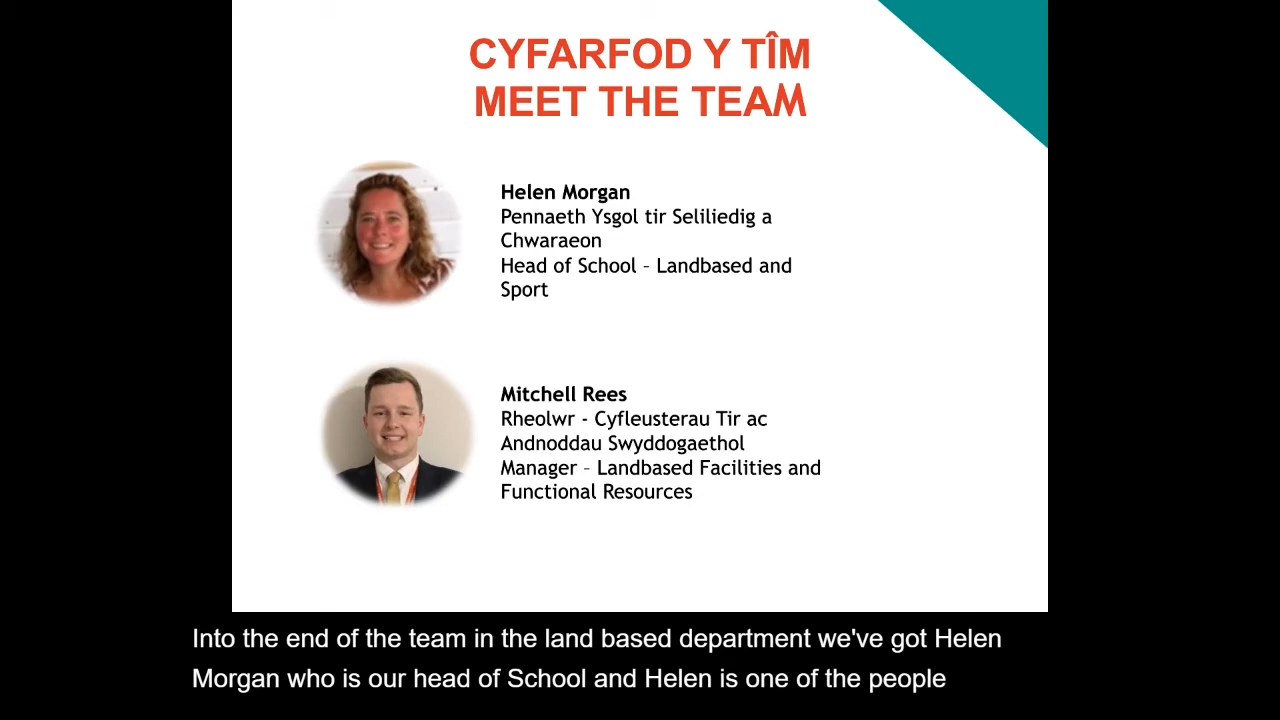 CYFARFOD Y TÎM
MEET THE TEAM
Helen Morgan
Pennaeth Ysgol tir Seliliedig a
Chwaraeon
Head of School – Landbased and
Sport
Mitchell Rees
Rheolwr - Cyfleusterau Tir ac
Andnoddau Swyddogaethol
Manager – Landbased Facilities and
Functional Resources
Into the end of the team in the land based department we've got Helen
Morgan who is our head of School and Helen is one of the people